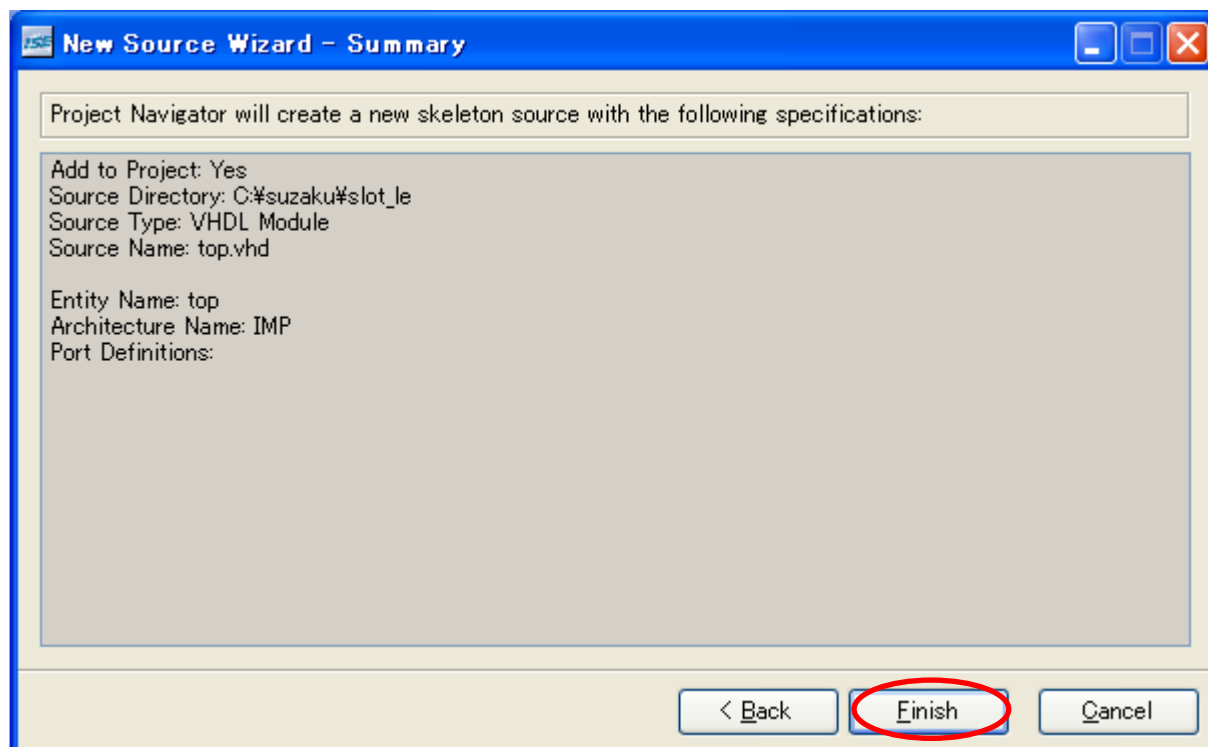 ISE New Source Wizard - Summary
Project Navigator will create a new skeleton source with the following specifications:
Add to Project: Yes
Source Directory: C:¥suzaku¥slot_le
Source Type: VHDL Module
Source Name: top.vhd
Entity Name: top
Architecture Name: IMP
Port Definitions:
< Back Finish Cancel